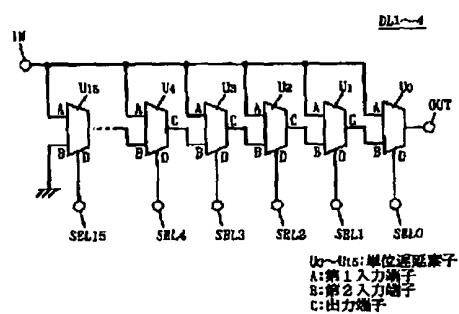 DL1～4
IN
U15 U4 U3 U2 U1 U0 OUT
A A A A A A
C C C C
B B B B B B
D D D D D D
SEL15 SEL4 SEL3 SEL2 SEL1 SEL0
U0～U15:単位遅延素子
A:第1入力端子
B:第2入力端子
C:出力端子